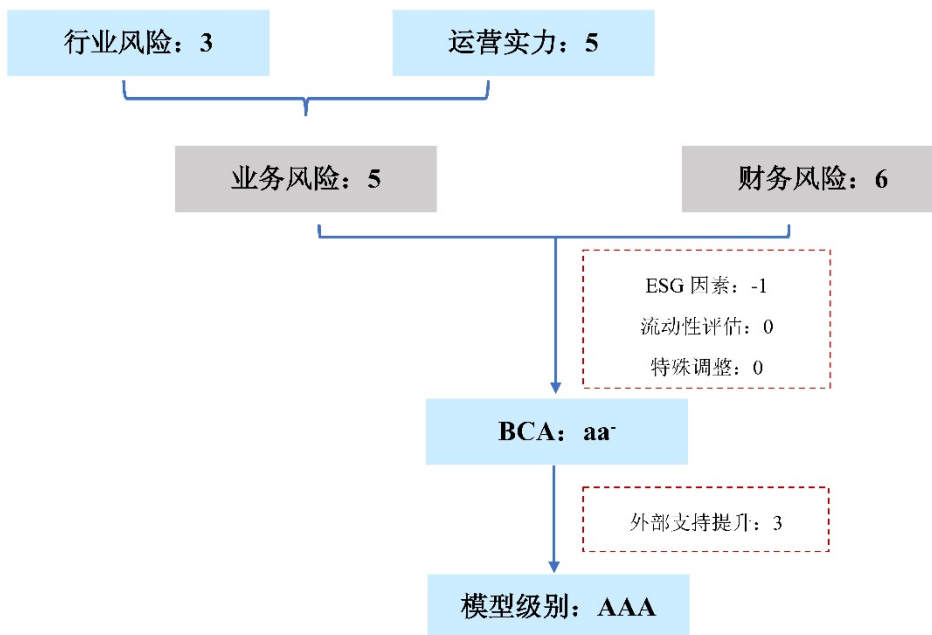 行业风险：3
运营实力：5
业务风险：5
财务风险：6
ESG 因素：-1
流动性评估：0
特殊调整：0
BCA：aa-
外部支持提升：3
模型级别：AAA